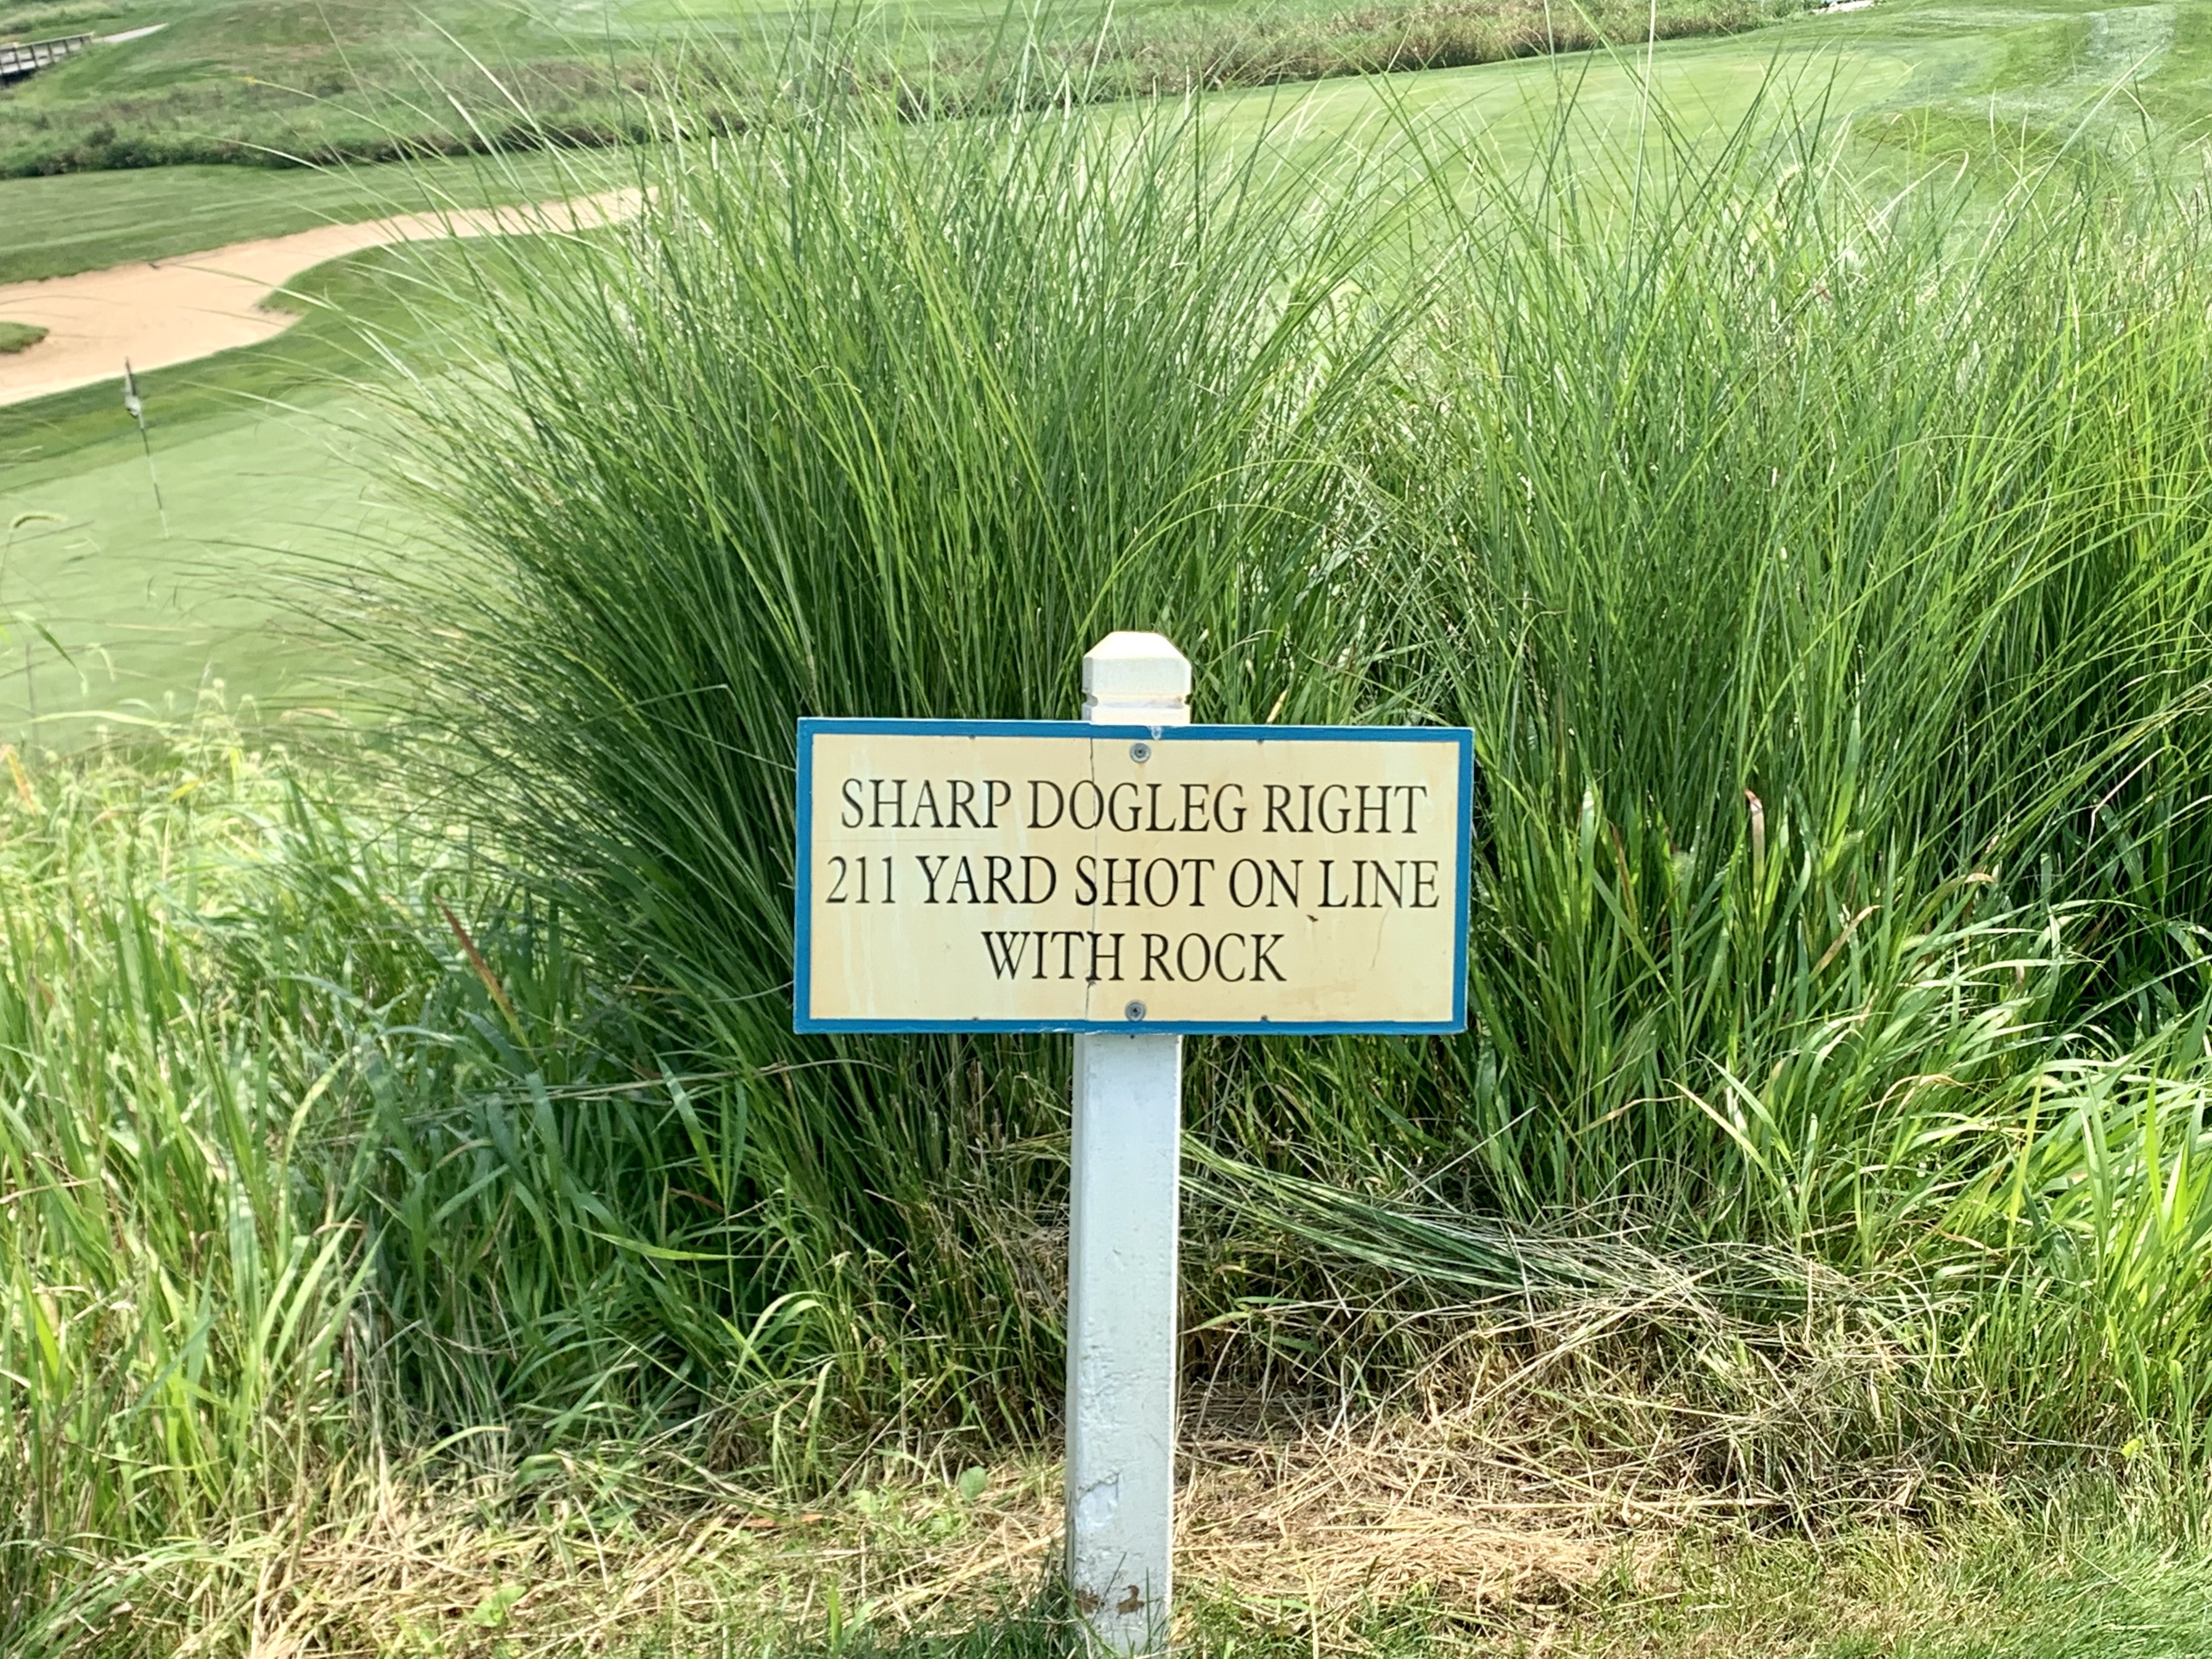 SHARP DOGLEG RIGHT
211 YARD SHOT ON LINE
WITH ROCK